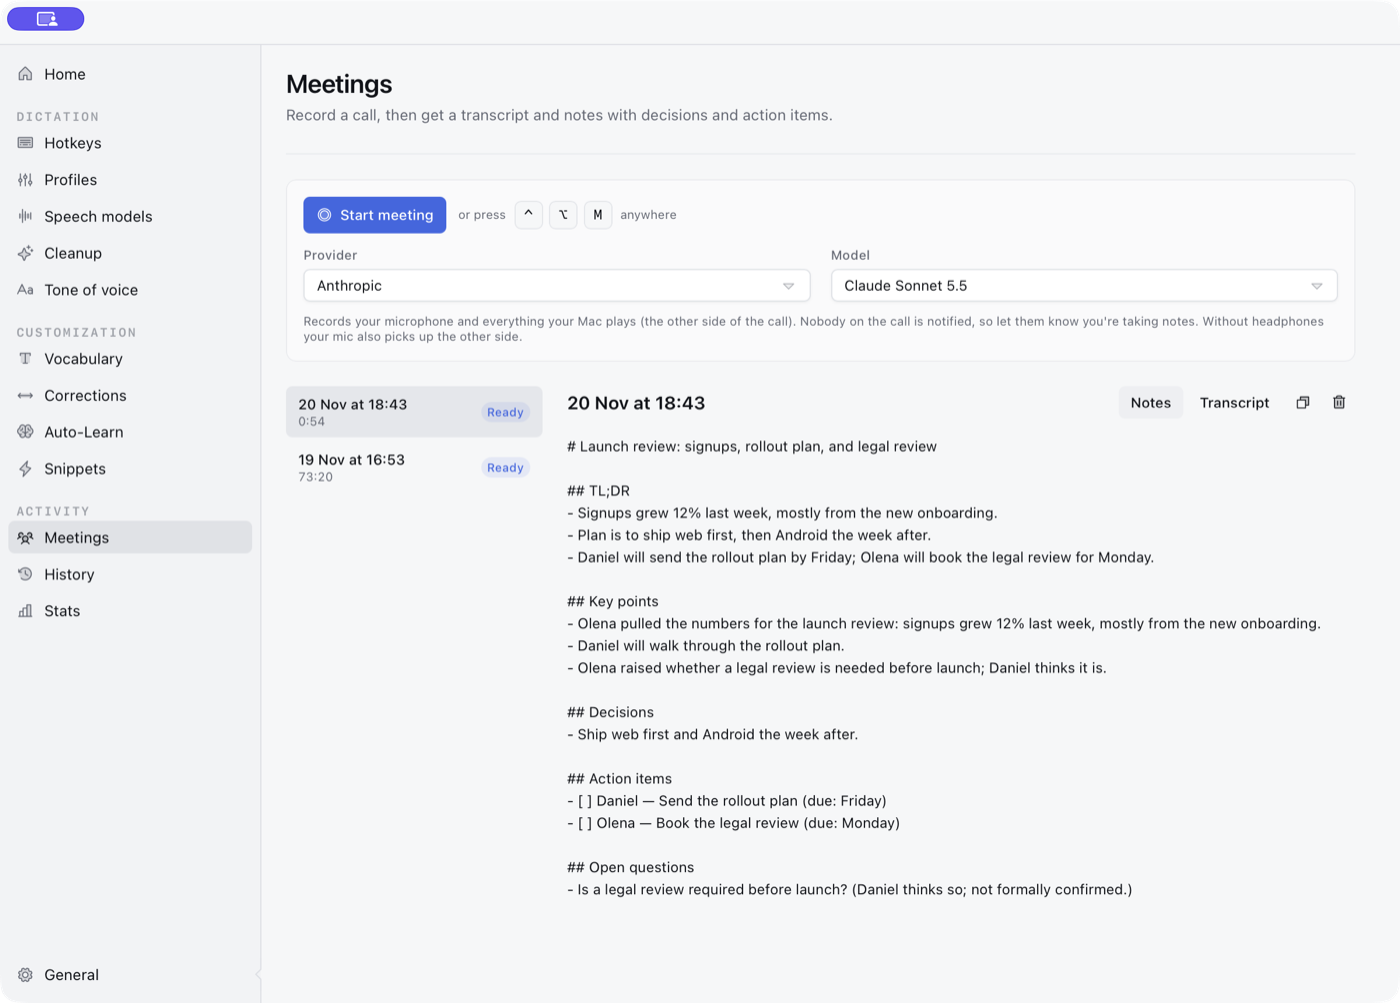 Home
DICTATION
Hotkeys
Profiles
Speech models
Cleanup
Aa Tone of voice
CUSTOMIZATION
Vocabulary
Corrections
Auto-Learn
Snippets
ACTIVITY
Meetings
History
Stats
General
Meetings
Record a call, then get a transcript and notes with decisions and action items.
Start meeting or press ^ ⌥ M anywhere
Provider
Anthropic
Model
Claude Sonnet 5.5
Records your microphone and everything your Mac plays (the other side of the call). Nobody on the call is notified, so let them know you're taking notes. Without headphones
your mic also picks up the other side.
20 Nov at 18:43
0:54
Ready
19 Nov at 16:53
73:20
Ready
20 Nov at 18:43
Notes Transcript
# Launch review: signups, rollout plan, and legal review
## TL;DR
- Signups grew 12% last week, mostly from the new onboarding.
- Plan is to ship web first, then Android the week after.
- Daniel will send the rollout plan by Friday; Olena will book the legal review for Monday.
## Key points
- Olena pulled the numbers for the launch review: signups grew 12% last week, mostly from the new onboarding.
- Daniel will walk through the rollout plan.
- Olena raised whether a legal review is needed before launch; Daniel thinks it is.
## Decisions
- Ship web first and Android the week after.
## Action items
- [ ] Daniel — Send the rollout plan (due: Friday)
- [ ] Olena — Book the legal review (due: Monday)
## Open questions
- Is a legal review required before launch? (Daniel thinks so; not formally confirmed.)